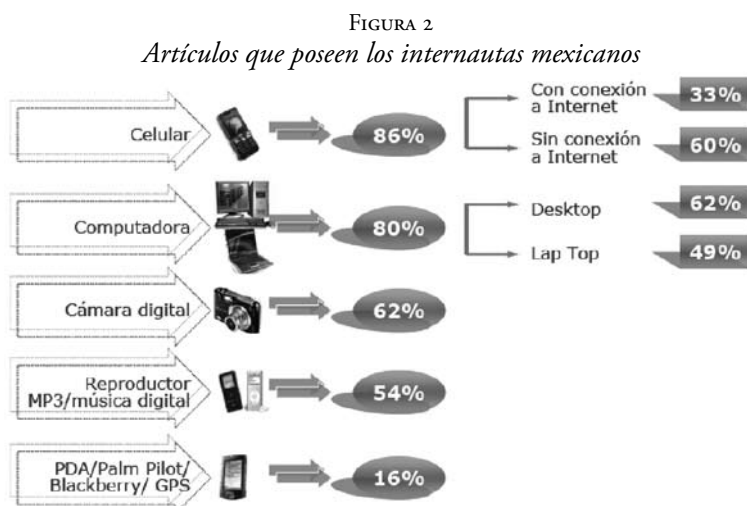 FIGURA 2
Artículos que poseen los internautas mexicanos
Celular
86%
Con conexión
a Internet
33%
Sin conexión
a Internet
60%
Computadora
80%
Desktop
62%
Lap Top
49%
Cámara digital
62%
Reproductor
MP3/música digital
54%
PDA/Palm Pilot/
Blackberry/ GPS
16%